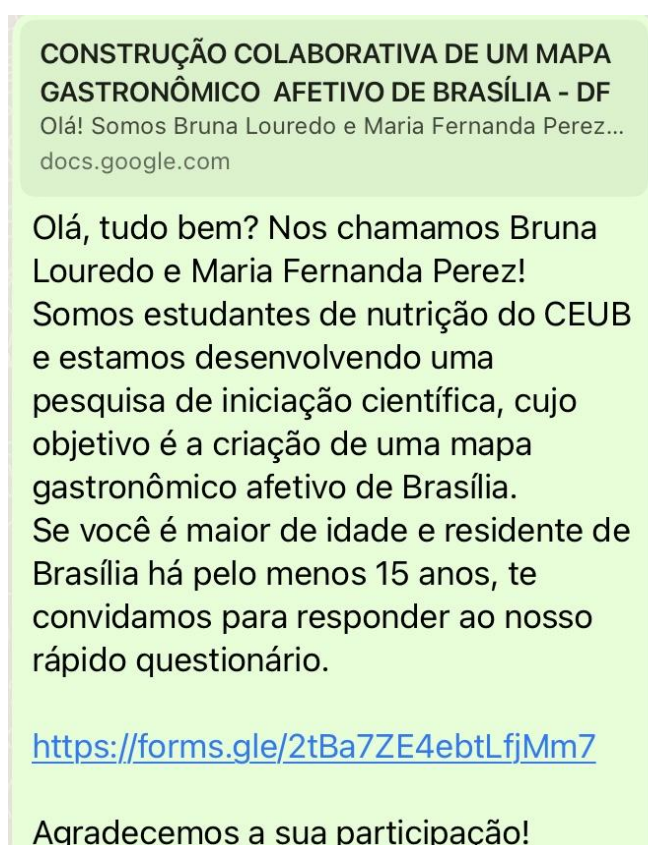 CONSTRUÇÃO COLABORATIVA DE UM MAPA
GASTRONÔMICO AFETIVO DE BRASÍLIA - DF
Olá! Somos Bruna Louredo e Maria Fernanda Perez...
docs.google.com
Olá, tudo bem? Nos chamamos Bruna
Louredo e Maria Fernanda Perez!
Somos estudantes de nutrição do CEUB
e estamos desenvolvendo uma
pesquisa de iniciação científica, cujo
objetivo é a criação de uma mapa
gastronômico afetivo de Brasília.
Se você é maior de idade e residente de
Brasília há pelo menos 15 anos, te
convidamos para responder ao nosso
rápido questionário.
https://forms.gle/2tBa7ZE4ebtLfjMm7
Agradecemos a sua participação!